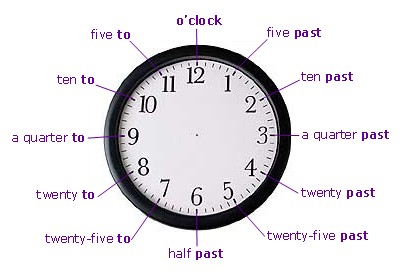 o'clock
five to
five past
ten to
ten past
a quarter to
a quarter past
twenty to
twenty past
twenty-five to
twenty-five past
half past
12
1
2
3
4
5
6
7
8
9
10
11